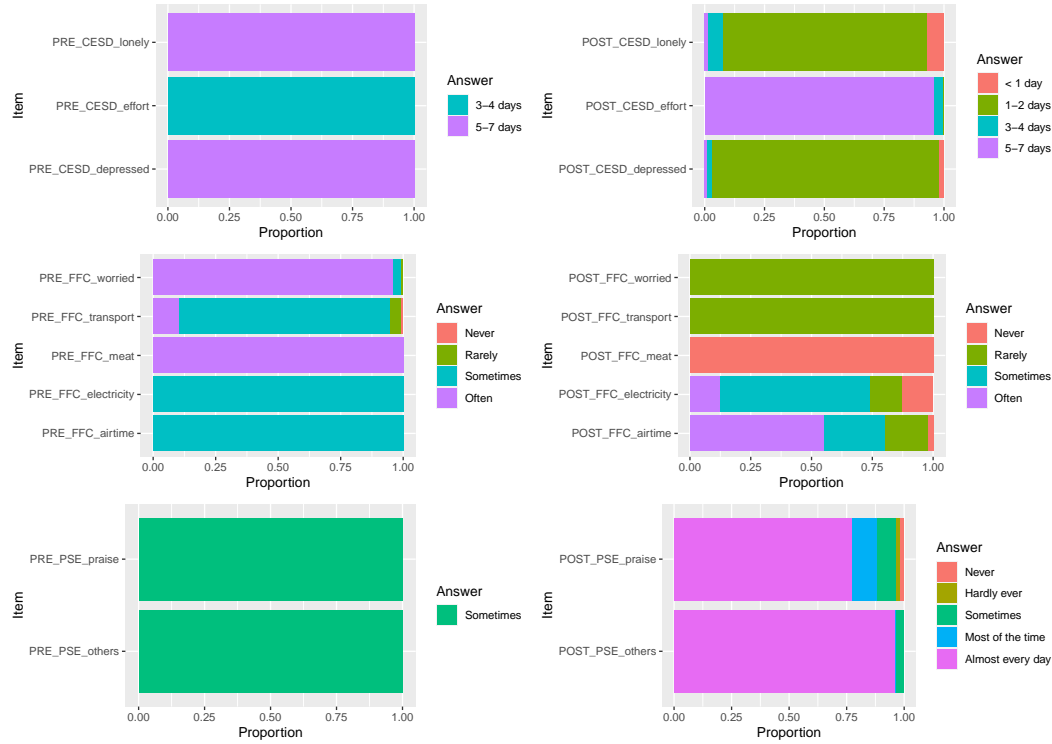 PRE_CESD_lonely
PRE_CESD_effort
PRE_CESD_depressed
Item
0.00 0.25 0.50 0.75 1.00
Proportion
Answer
3−4 days
5−7 days
POST_CESD_lonely
POST_CESD_effort
POST_CESD_depressed
Item
0.00 0.25 0.50 0.75 1.00
Proportion
Answer
< 1 day
1−2 days
3−4 days
5−7 days
PRE_FFC_worried
PRE_FFC_transport
PRE_FFC_meat
PRE_FFC_electricity
PRE_FFC_airtime
Item
0.00 0.25 0.50 0.75 1.00
Proportion
Answer
Never
Rarely
Sometimes
Often
POST_FFC_worried
POST_FFC_transport
POST_FFC_meat
POST_FFC_electricity
POST_FFC_airtime
Item
0.00 0.25 0.50 0.75 1.00
Proportion
Answer
Never
Rarely
Sometimes
Often
PRE_PSE_praise
PRE_PSE_others
Item
0.00 0.25 0.50 0.75 1.00
Proportion
Answer
Sometimes
POST_PSE_praise
POST_PSE_others
Item
0.00 0.25 0.50 0.75 1.00
Proportion
Answer
Never
Hardly ever
Sometimes
Most of the time
Almost every day